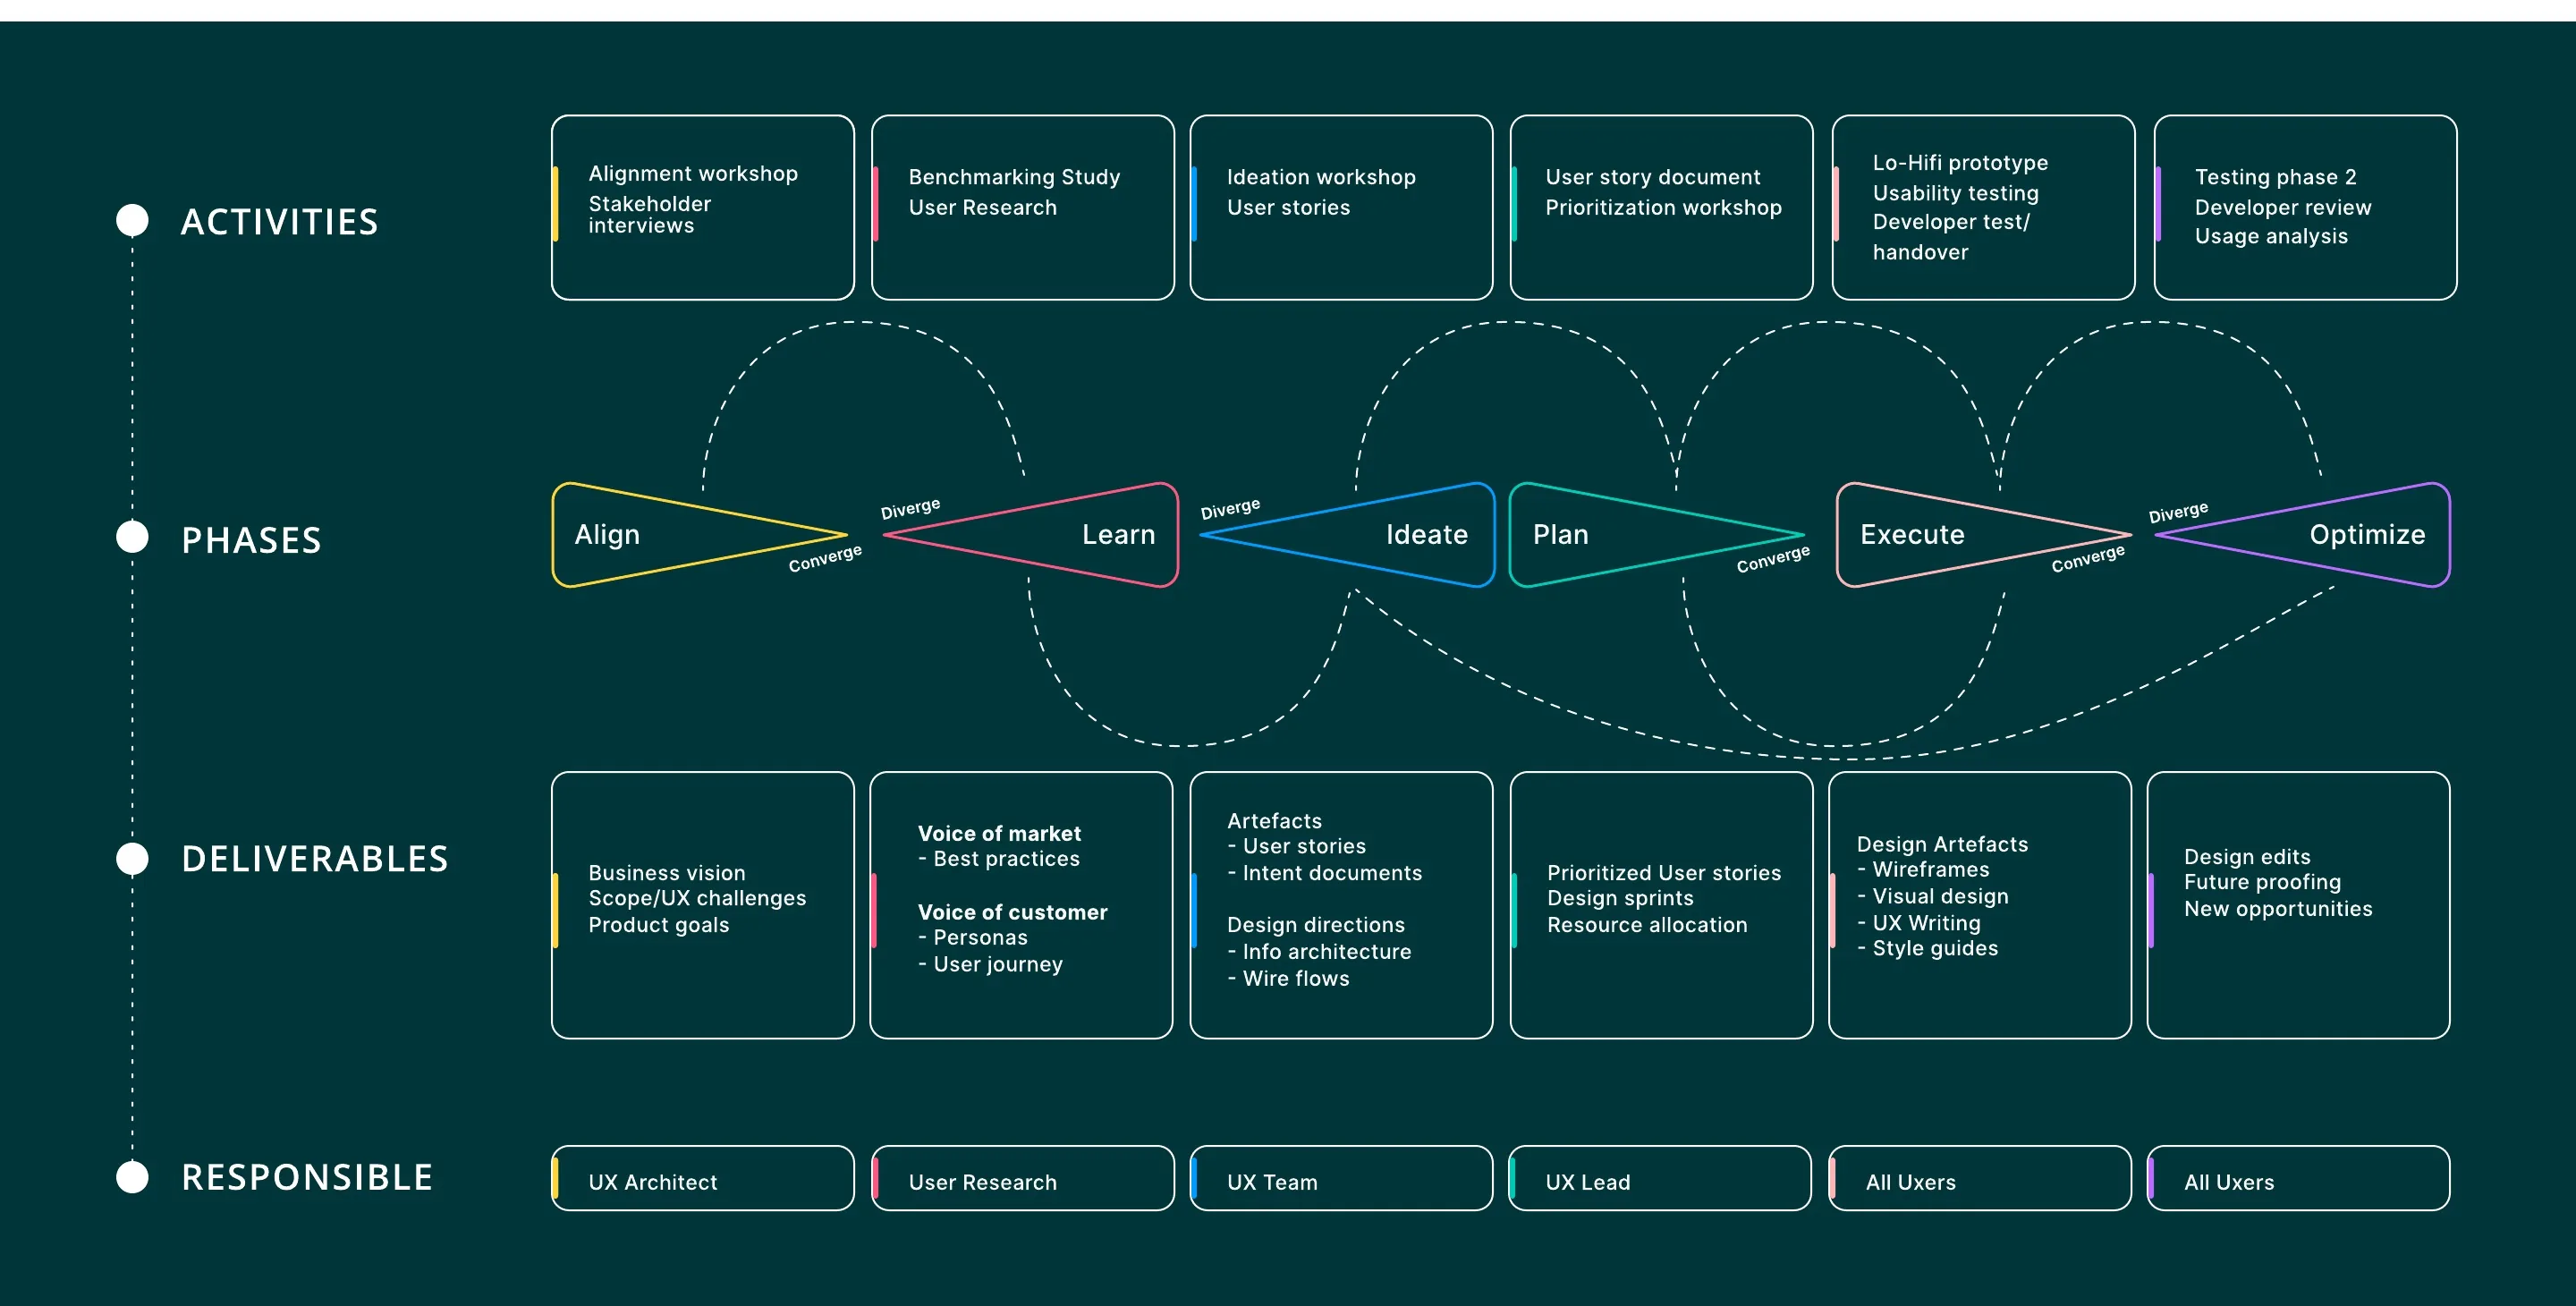 ACTIVITIES
Alignment workshop
Stakeholder
interviews
Benchmarking Study
User Research
Ideation workshop
User stories
User story document
Prioritization workshop
Lo-Hifi prototype
Usability testing
Developer test/
handover
Testing phase 2
Developer review
Usage analysis
PHASES
Align
Converge
Diverge
Learn
Diverge
Ideate
Plan
Converge
Execute
Converge
Diverge
Optimize
DELIVERABLES
Business vision
Scope/UX challenges
Product goals
Voice of market
- Best practices
Voice of customer
- Personas
- User journey
Artefacts
- User stories
- Intent documents
Design directions
- Info architecture
- Wire flows
Prioritized User stories
Design sprints
Resource allocation
Design Artefacts
- Wireframes
- Visual design
- UX Writing
- Style guides
Design edits
Future proofing
New opportunities
RESPONSIBLE
UX Architect
User Research
UX Team
UX Lead
All Uxers
All Uxers